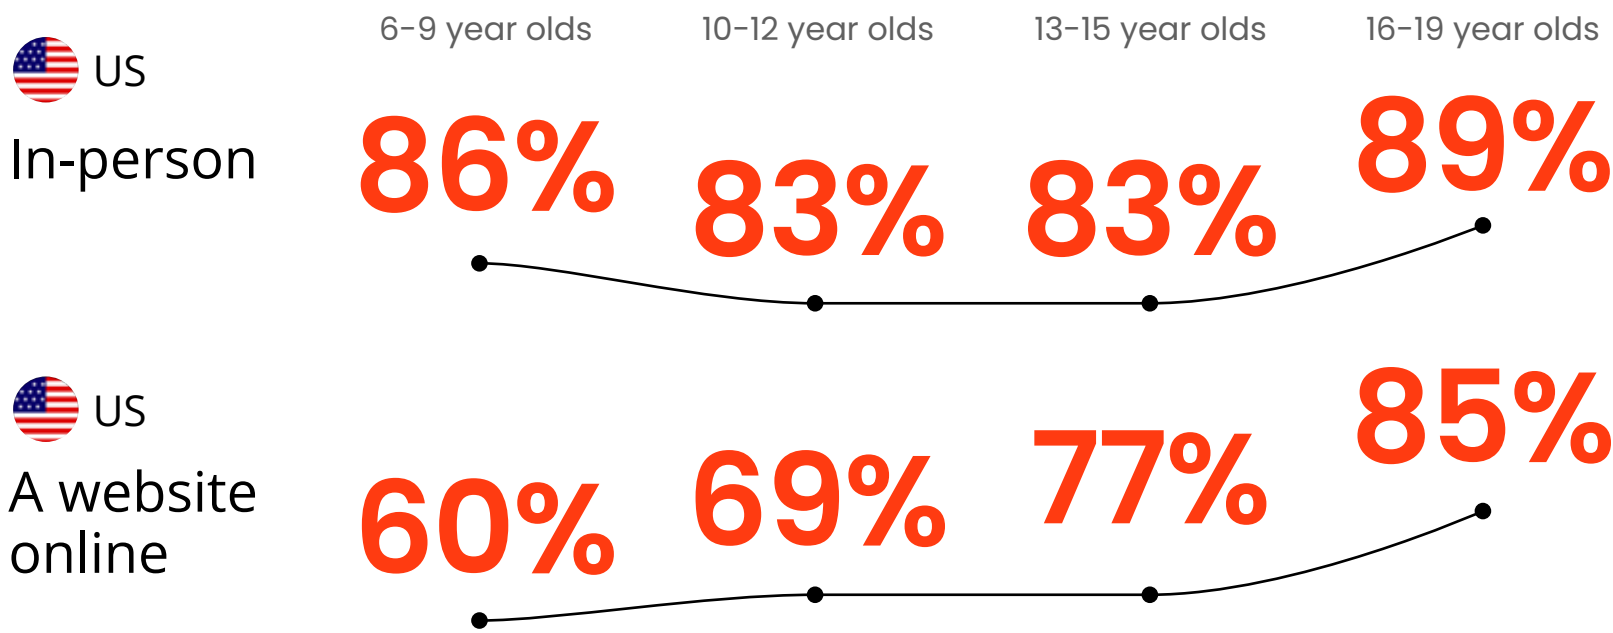 6-9 year olds
10-12 year olds
13-15 year olds
16-19 year olds
US
In-person
86%
83%
83%
89%
US
A website
online
60%
69%
77%
85%